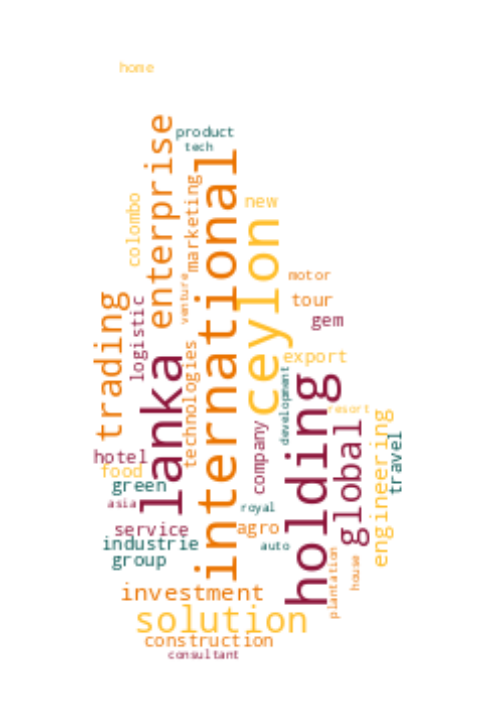 home
product
tech
enterprise
international
marketing
colombo
new
ceylon
motor
venture
tour
gem
trading
logistic
technologies
lanka
export
development
holding
resort
engineering
global
company
travel
hotel
food
green
asia
royal
service
agro
industrie
auto
group
plantation
house
investment
solution
construction
consultant